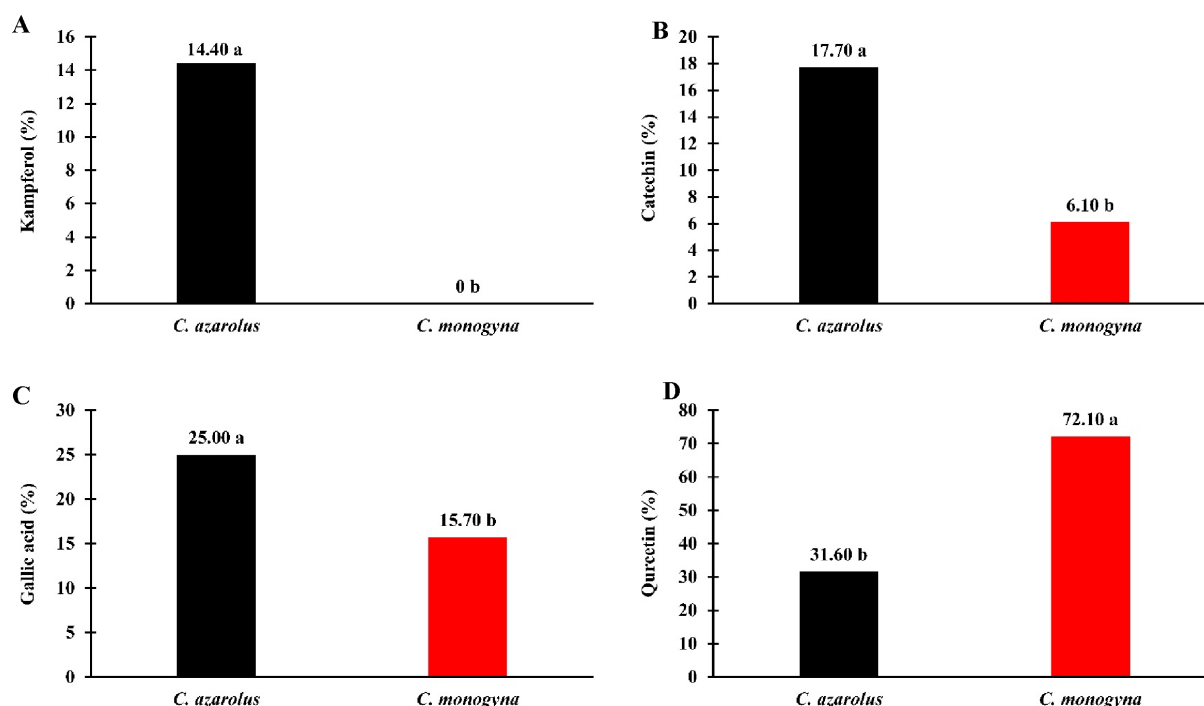 A
Kampferol (%)
16
14
12
10
8
6
4
2
0
14.40 a
0 b
C. azarolus
C. monogyna
B
Catechin (%)
20
18
16
14
12
10
8
6
4
2
0
17.70 a
6.10 b
C. azarolus
C. monogyna
C
Gallic acid (%)
30
25
20
15
10
5
0
25.00 a
15.70 b
C. azarolus
C. monogyna
D
Qurectin (%)
80
70
60
50
40
30
20
10
0
31.60 b
72.10 a
C. azarolus
C. monogyna